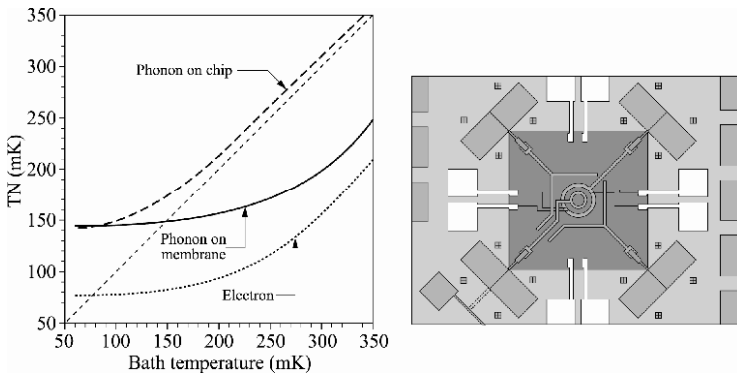 350
300
250
200
150
100
50
TN (mK)
Phonon on chip
Phonon on
membrane
Electron
50
100
150
200
250
300
350
Bath temperature (mK)